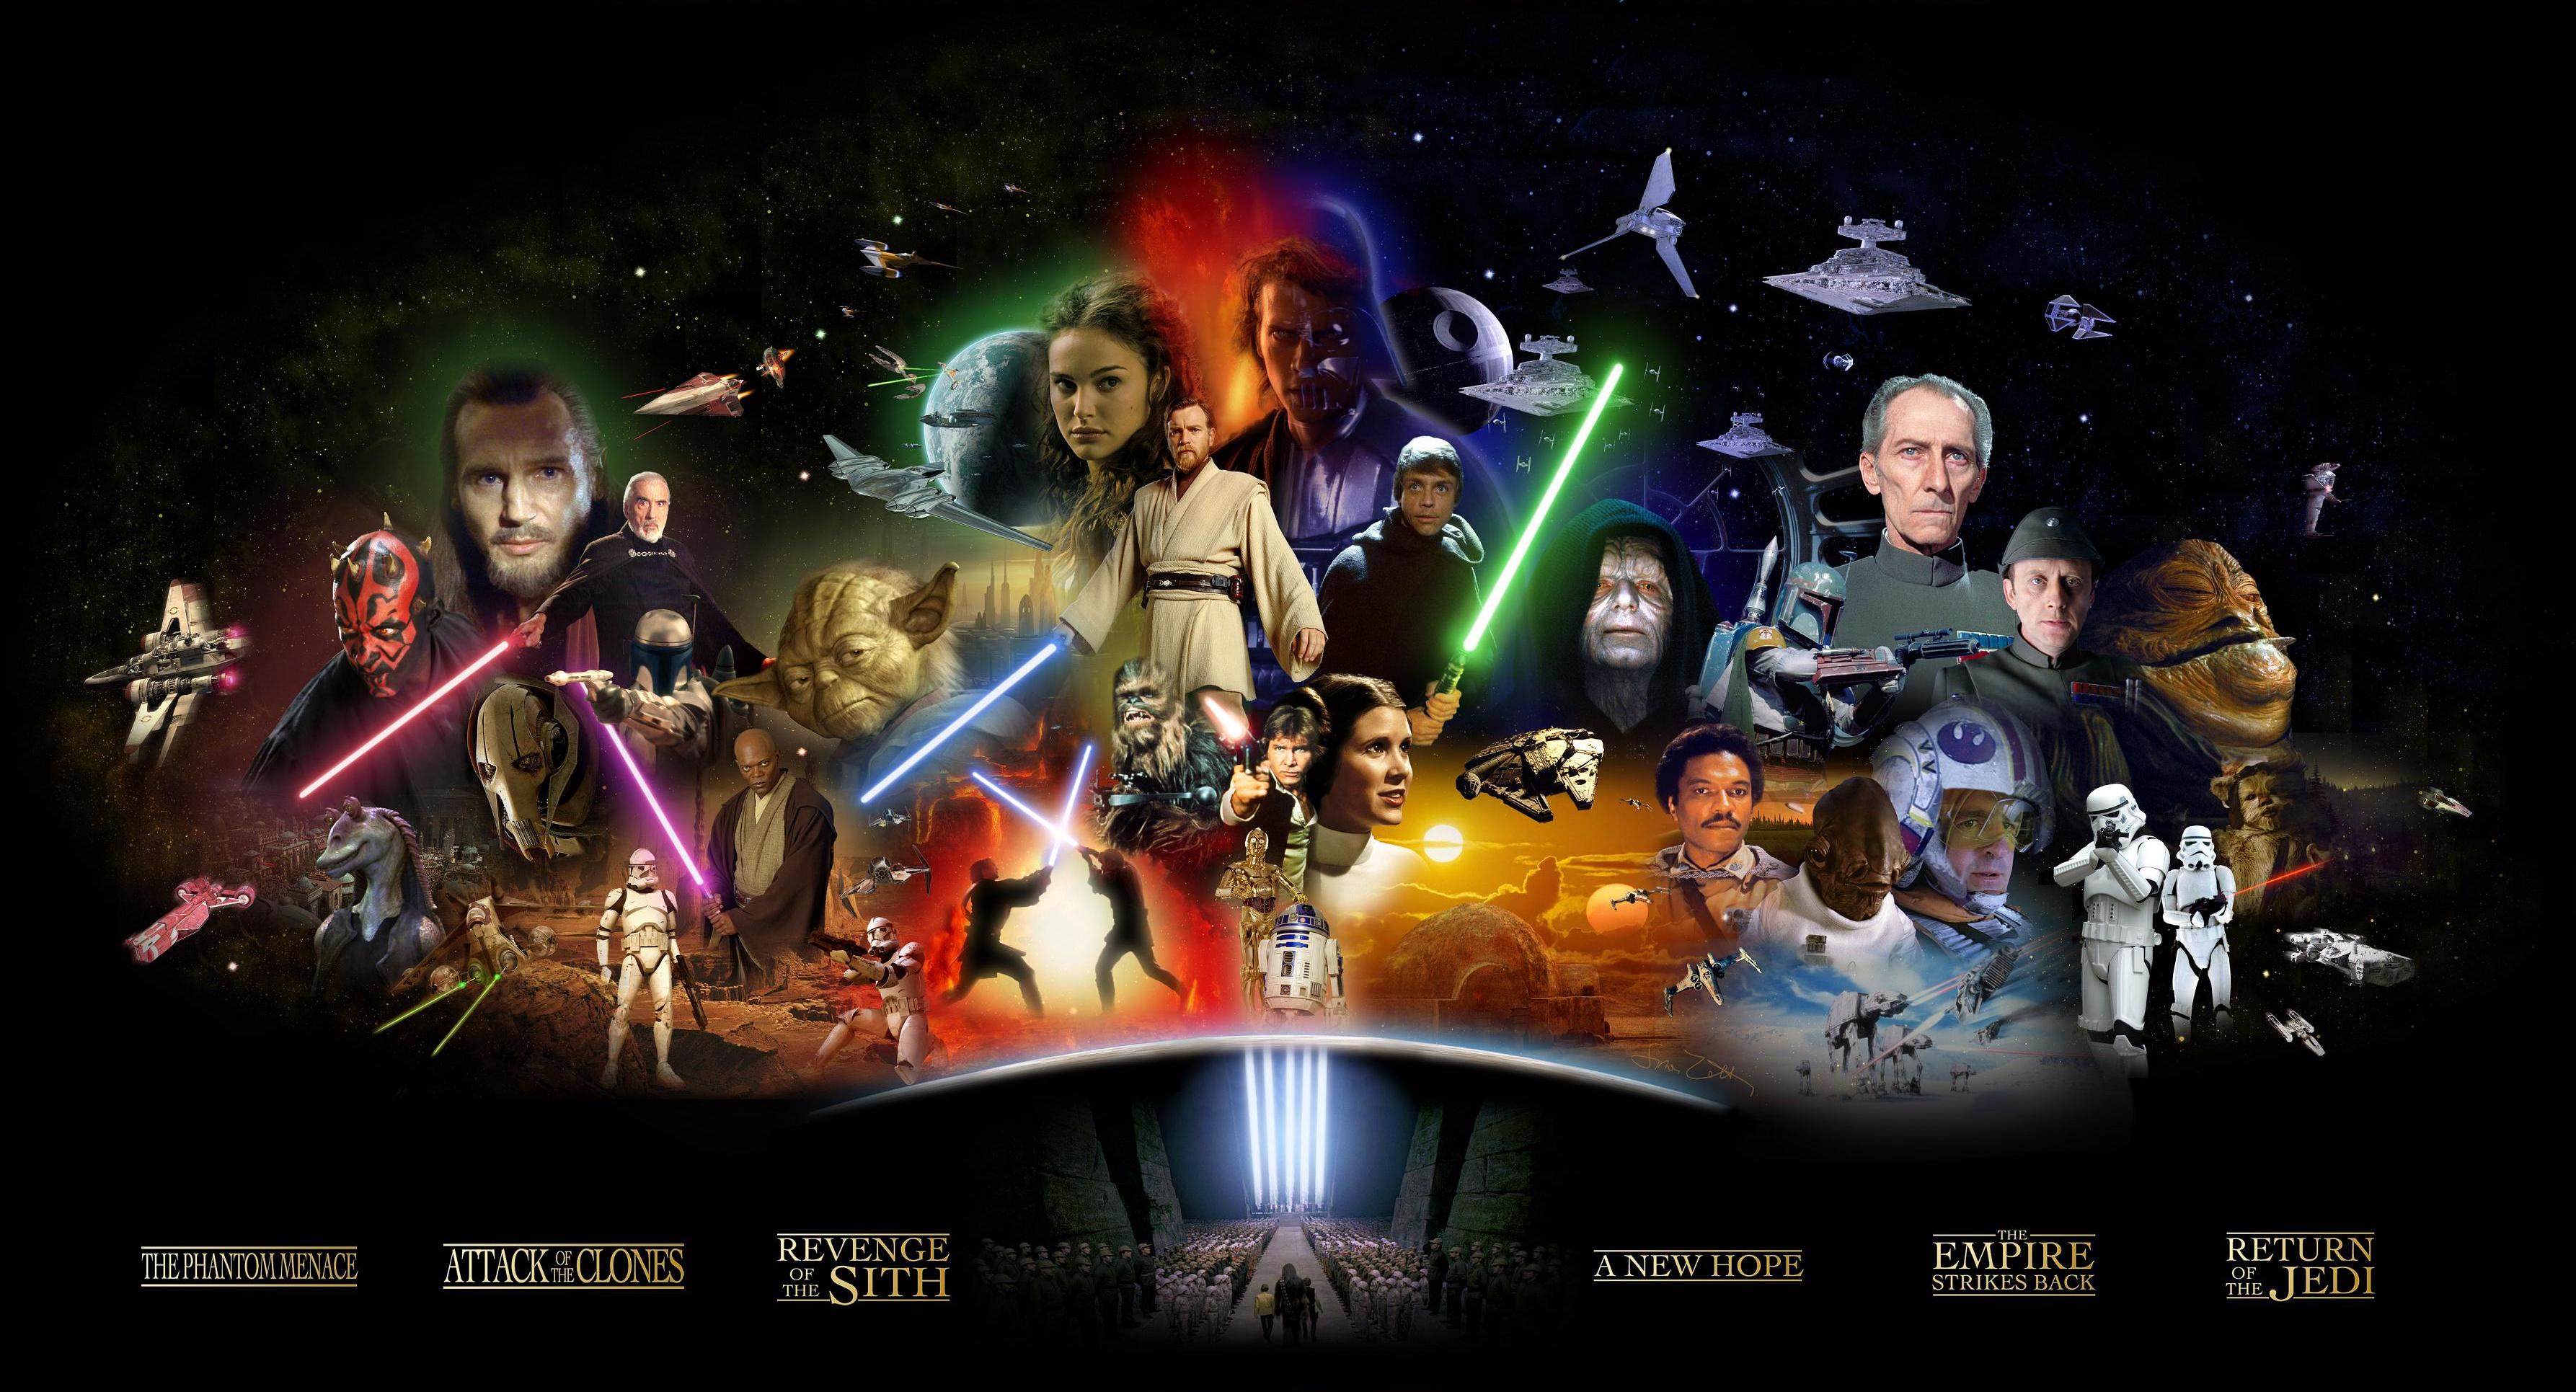 THE PHANTOM MENACE
ATTACK OF THE CLONES
REVENGE
OF
THE SITH
A NEW HOPE
THE
EMPIRE
STRIKES BACK
RETURN
OF
THE JEDI